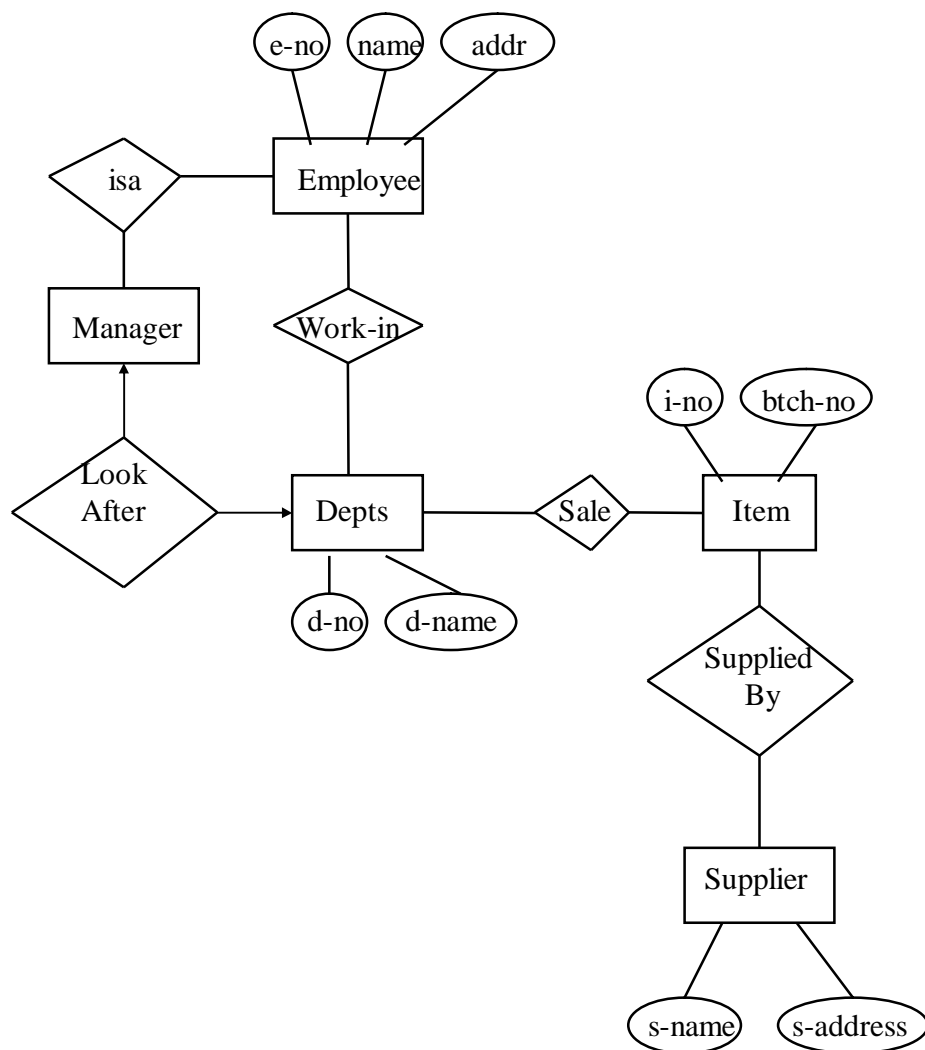 e-no name addr
isa Employee
Manager Work-in
i-no btch-no
Look
After
Depts Sale Item
d-no d-name
Supplied
By
Supplier
s-name s-address